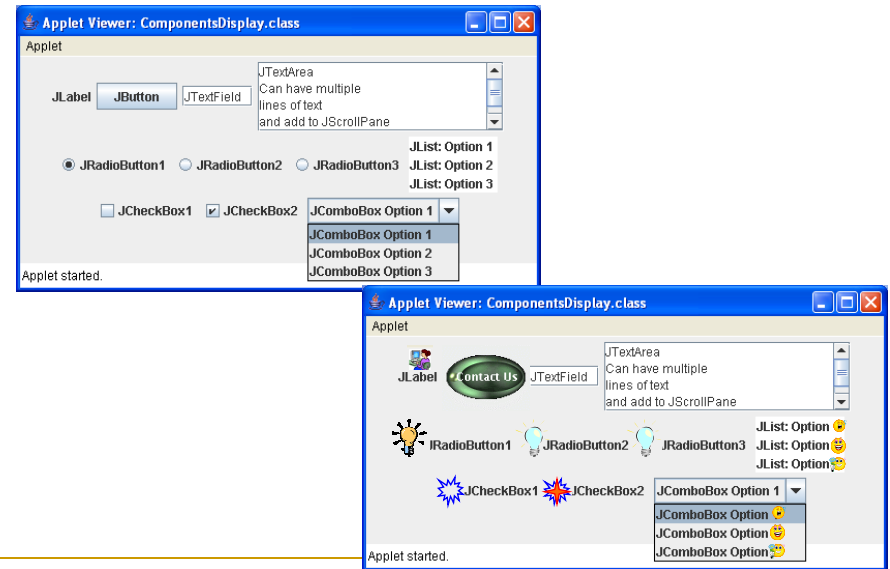 Applet Viewer: ComponentsDisplay.class
Applet
JTextArea
Can have multiple
lines of text
and add to JScrollPane
JLabel JButton JTextField
JRadioButton1 JRadioButton2 JRadioButton3
JList: Option 1
JList: Option 2
JList: Option 3
JCheckBox1 JCheckBox2 JComboBox Option 1
JComboBox Option 1
JComboBox Option 2
JComboBox Option 3
Applet started.
Applet Viewer: ComponentsDisplay.class
Applet
JTextArea
Can have multiple
lines of text
and add to JScrollPane
JLabel Contact Us JTextField
JRadioButton1 JRadioButton2 JRadioButton3
JList: Option
JList: Option
JList: Option
JCheckBox1 JCheckBox2 JComboBox Option 1
JComboBox Option
JComboBox Option
JComboBox Option
Applet started.